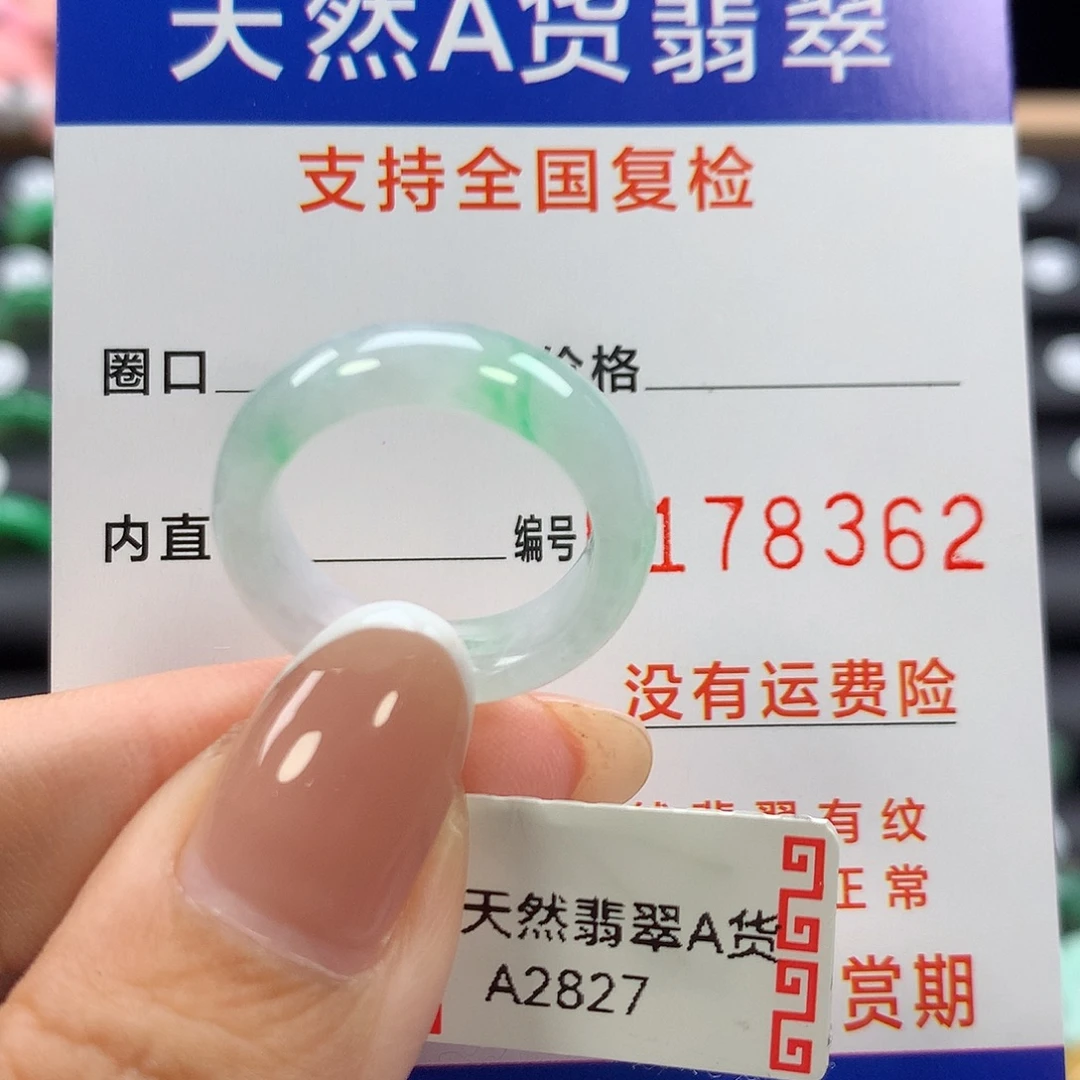 天然A货翡翠
支持全国复检
圈口 价格
内直 编号 178362
没有运费险
翡翠有纹
正常
赏期
天然翡翠A货
A2827